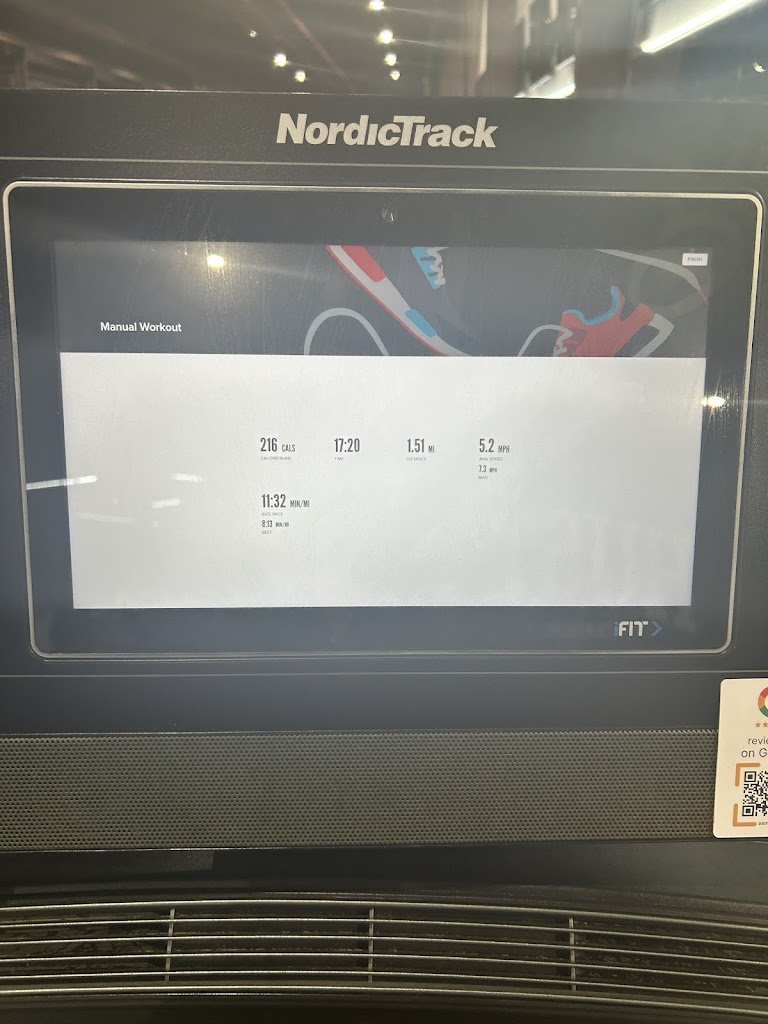 NordicTrack
FINISH
Manual Workout
216 CALS 17:20 1.51 MI 5.2 MPH
CALORIE BURN TIME DISTANCE AVG SPEED
7.3 MPH
MAX
11:32 MIN/MI
AVG PACE
8:13 MIN/MI
BEST
iFIT
on G